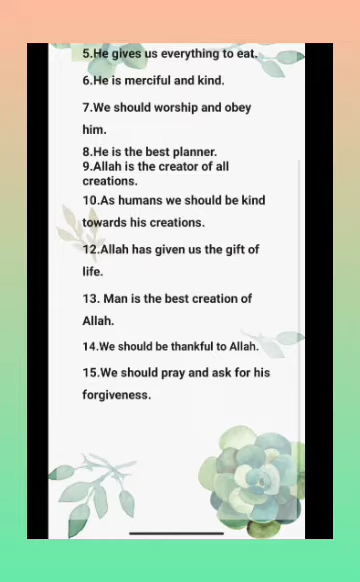 5.He gives us everything to eat.
6.He is merciful and kind.
7.We should worship and obey
him.
8.He is the best planner.
9.Allah is the creator of all
creations.
10.As humans we should be kind
towards his creations.
12.Allah has given us the gift of
life.
13. Man is the best creation of
Allah.
14.We should be thankful to Allah.
15.We should pray and ask for his
forgiveness.